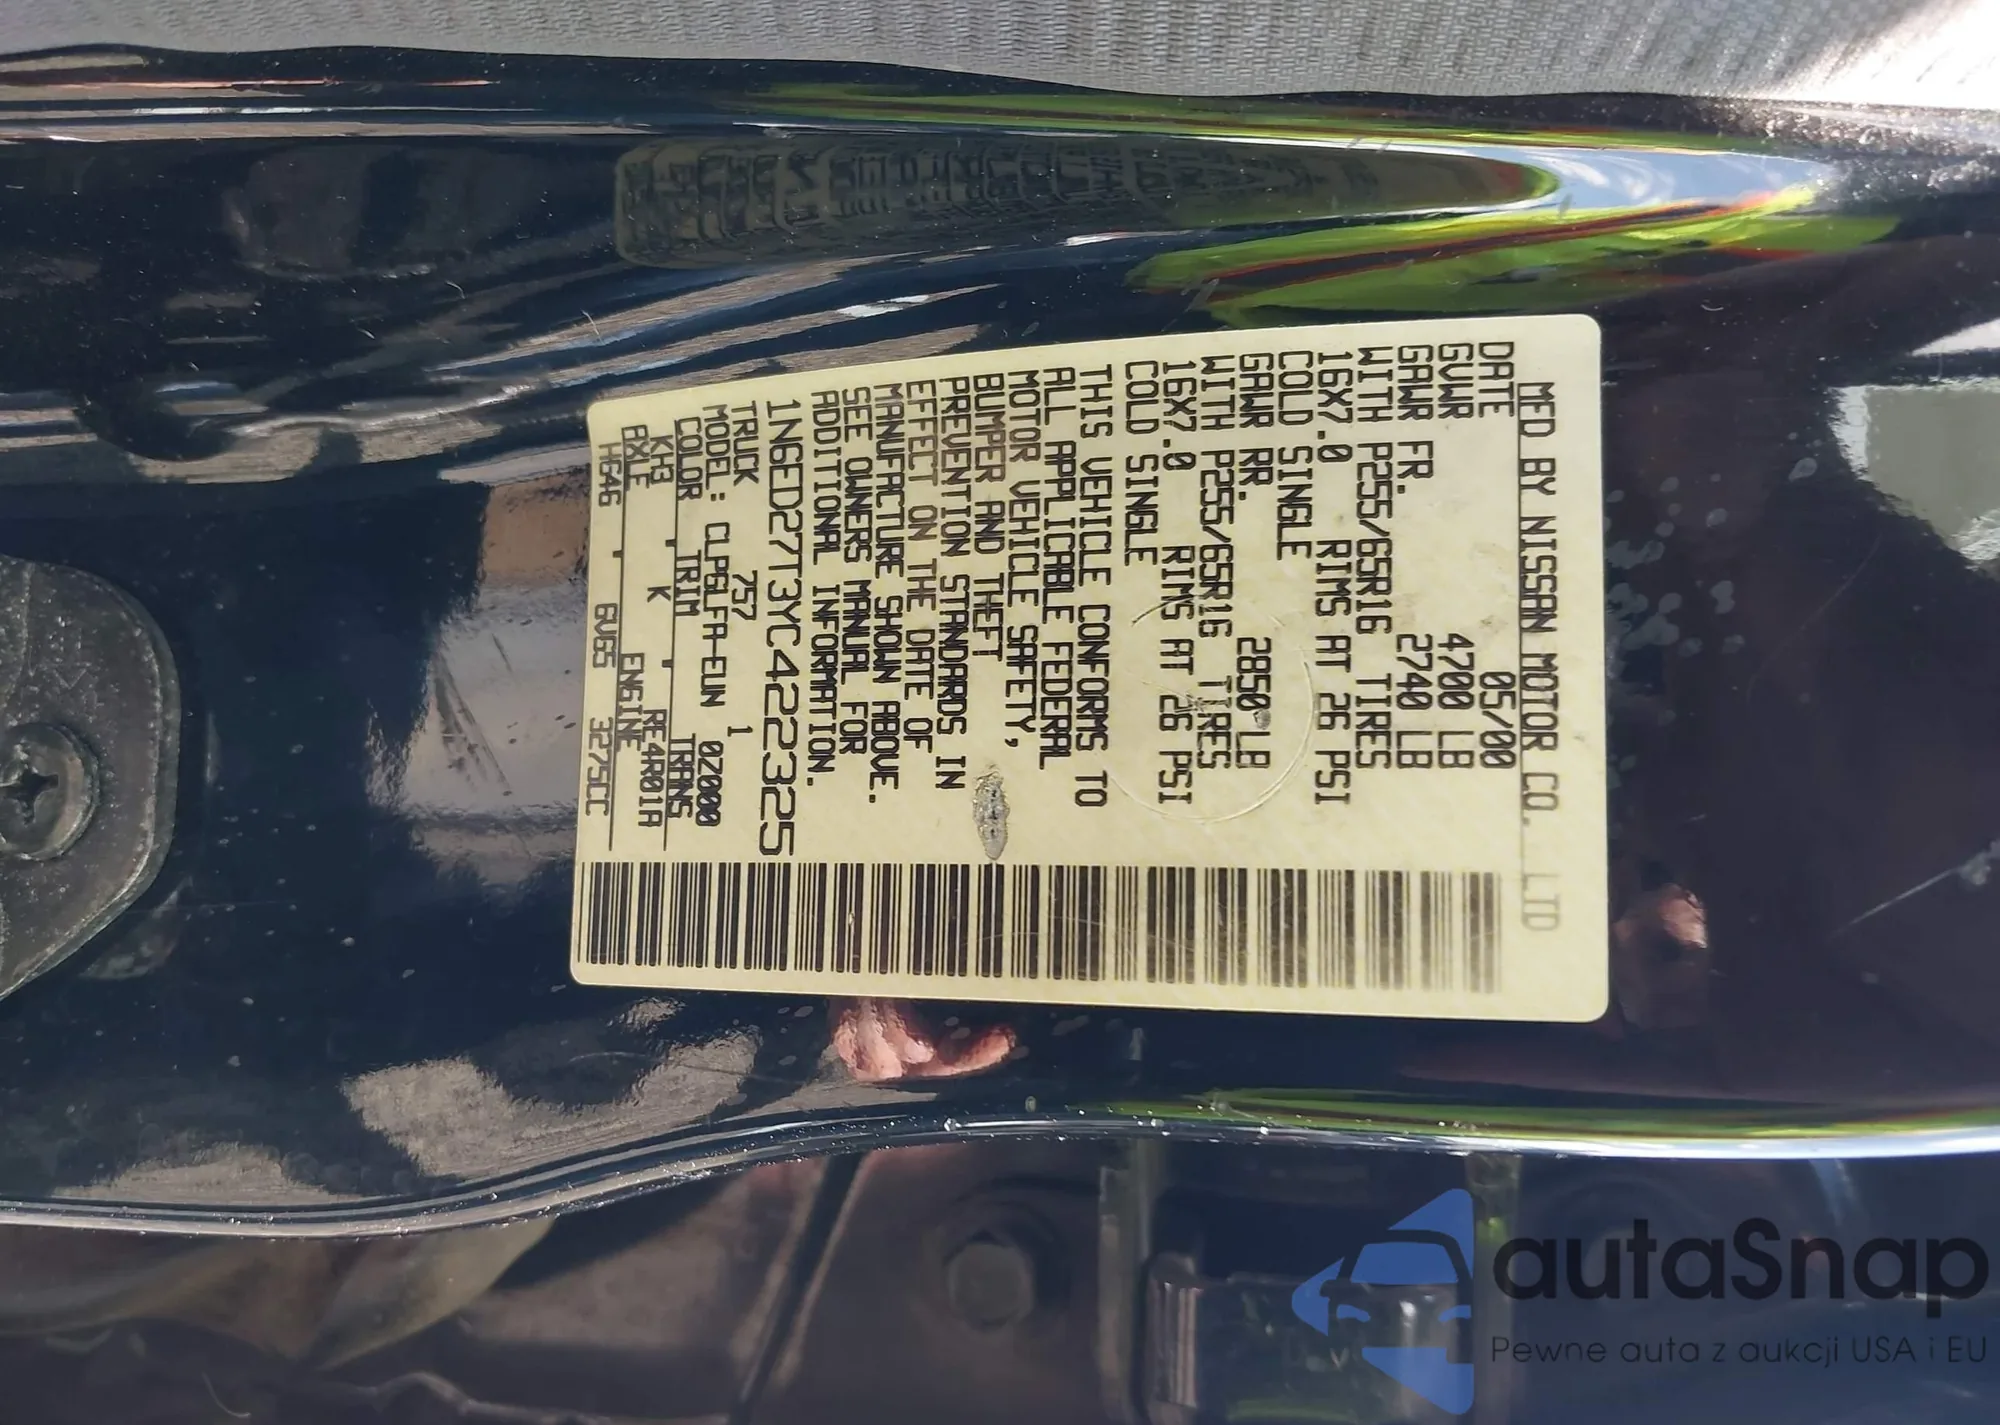 MFD BY NISSAN MOTOR CO., LTD
DATE 05/00
GVWR 4700 LB
GAWR FR. 2740 LB
WITH P255/65R16 TIRES
16X7.0 RIMS AT 26 PSI
COLD SINGLE
GAWR RR. 2850 LB
WITH P255/65R16 TIRES
16X7.0 RIMS AT 26 PSI
COLD SINGLE
THIS VEHICLE CONFORMS TO
ALL APPLICABLE FEDERAL
MOTOR VEHICLE SAFETY,
BUMPER AND THEFT
PREVENTION STANDARDS IN
EFFECT ON THE DATE OF
MANUFACTURE SHOWN ABOVE.
SEE OWNERS MANUAL FOR
ADDITIONAL INFORMATION.
1N6ED27T3YC422325
TRUCK 757 1
MODEL: CLPGLFA-EUN 0Z000
COLOR TRIM TRANS
KH3 K RE4R01A
AXLE ENGINE
HG46 GVG5 3275CC
autaSnap
Pewne auta z aukcji USA i EU